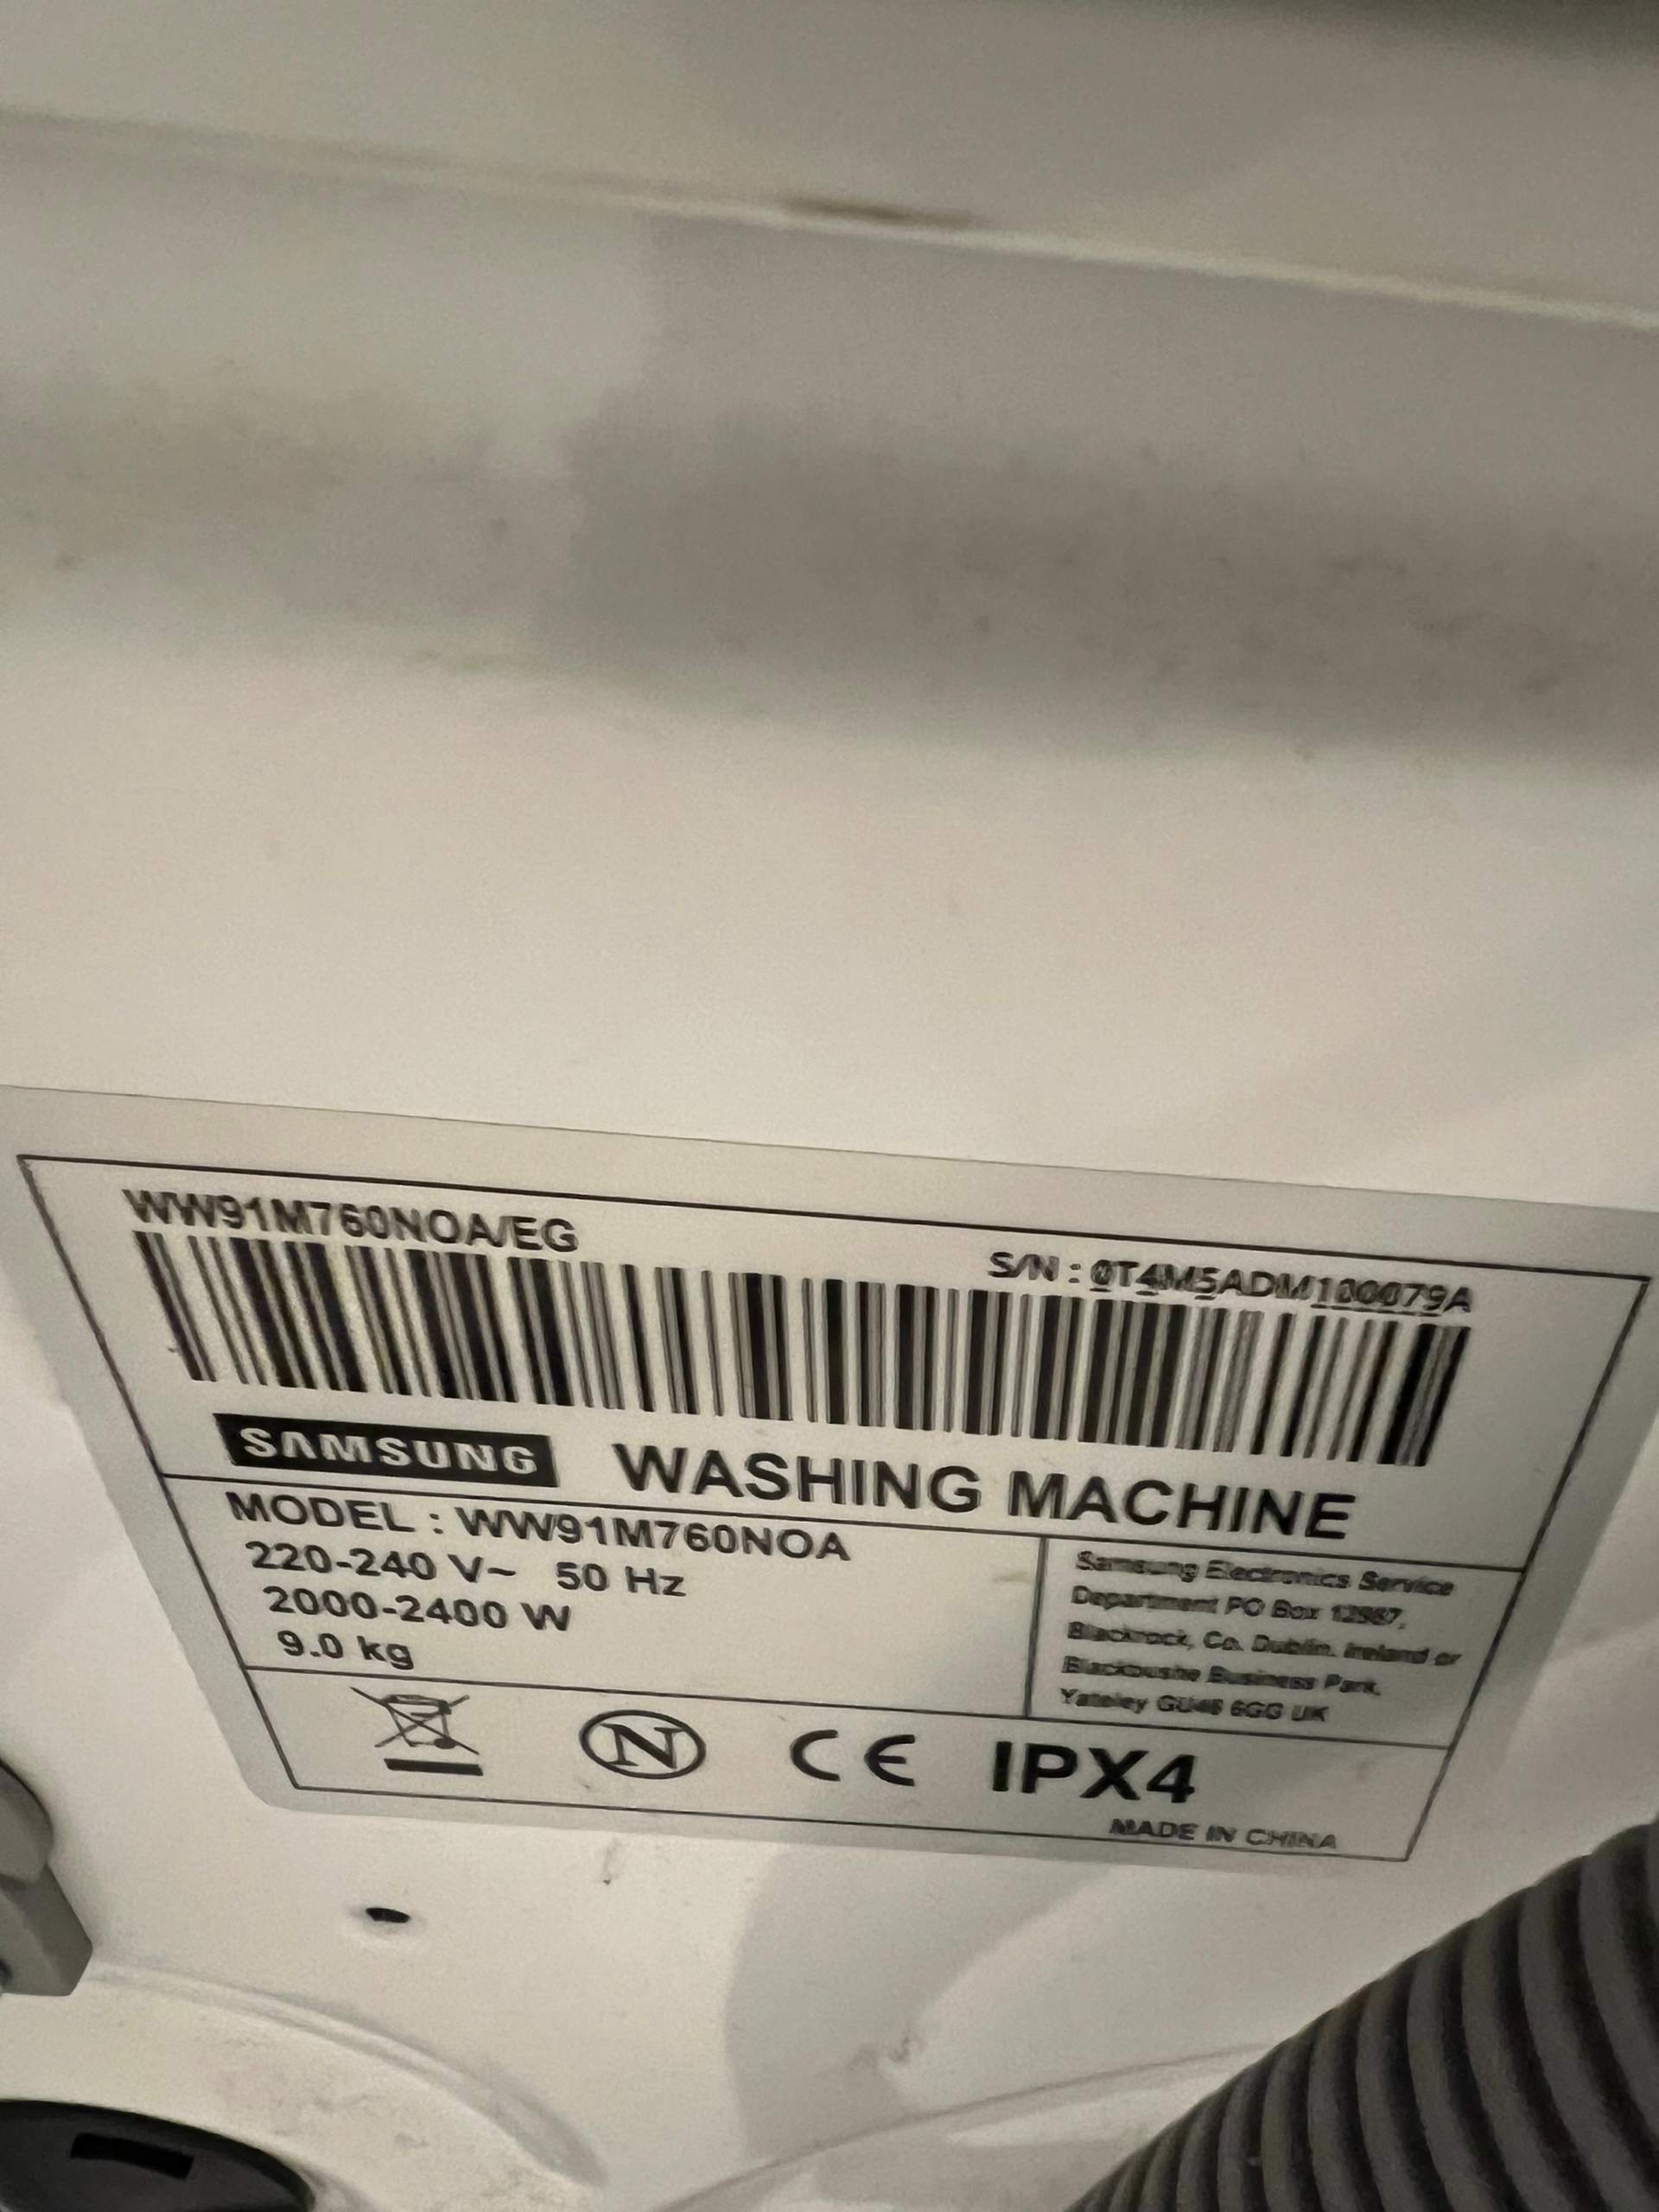 WW91M760NOA/EG
S/N : 0T4M5ADM100079A
SAMSUNG WASHING MACHINE
MODEL : WW91M760NOA
220-240 V~ 50 Hz
2000-2400 W
9.0 kg
Samsung Electronics Service
Department PO Box 12987,
Blackrock, Co. Dublin. Ireland or
Blackbushe Business Park,
Yateley GU46 6GG UK
N CE IPX4
MADE IN CHINA